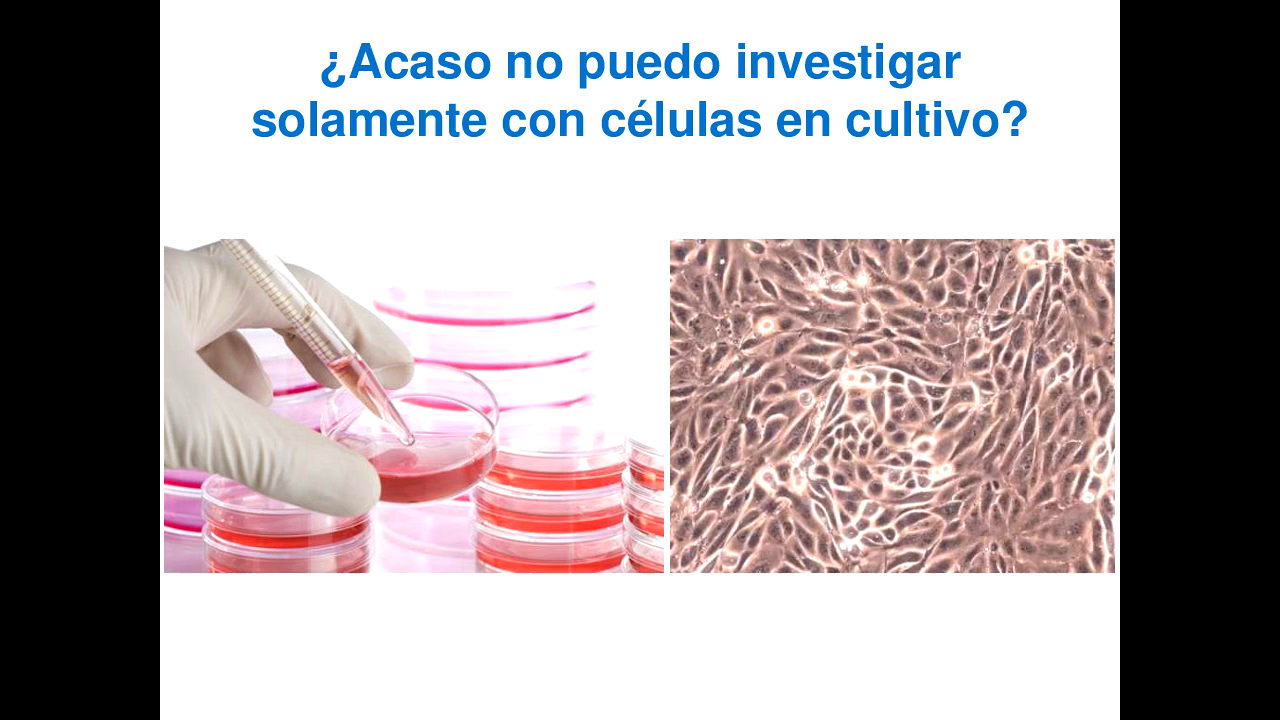 ¿Acaso no puedo investigar
solamente con células en cultivo?